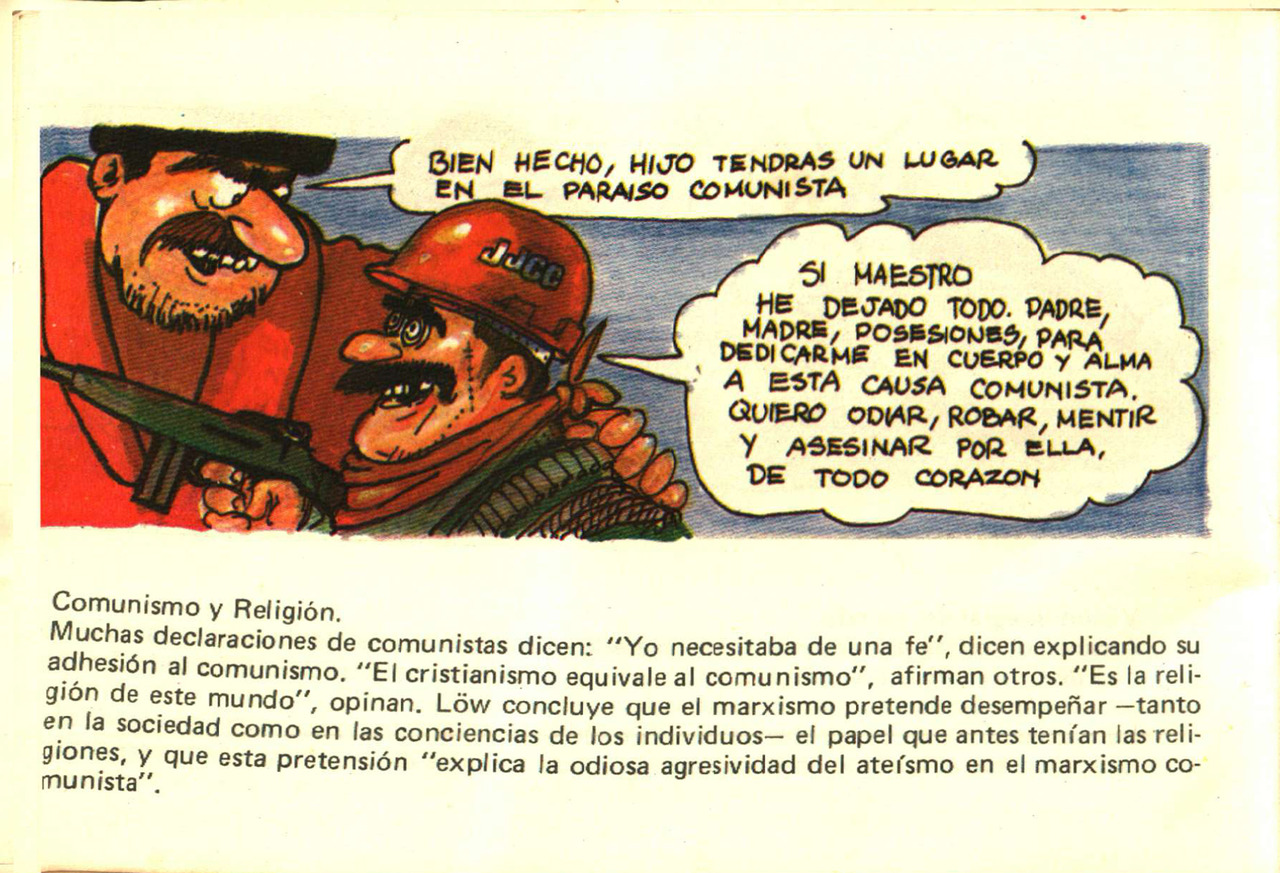 BIEN HECHO, HIJO TENDRAS UN LUGAR
EN EL PARAISO COMUNISTA
JJCC
SI MAESTRO
HE DEJADO TODO. PADRE,
MADRE, POSESIONES, PARA
DEDICARME EN CUERPO Y ALMA
A ESTA CAUSA COMUNISTA.
QUIERO ODIAR, ROBAR, MENTIR
Y ASESINAR POR ELLA,
DE TODO CORAZON
Comunismo y Religión.
Muchas declaraciones de comunistas dicen: "Yo necesitaba de una fe", dicen explicando su
adhesión al comunismo. "El cristianismo equivale al comunismo", afirman otros. "Es la reli-
gión de este mundo", opinan. Löw concluye que el marxismo pretende desempeñar —tanto
en la sociedad como en las conciencias de los individuos— el papel que antes tenían las reli-
giones, y que esta pretensión "explica la odiosa agresividad del ateísmo en el marxismo co-
munista".